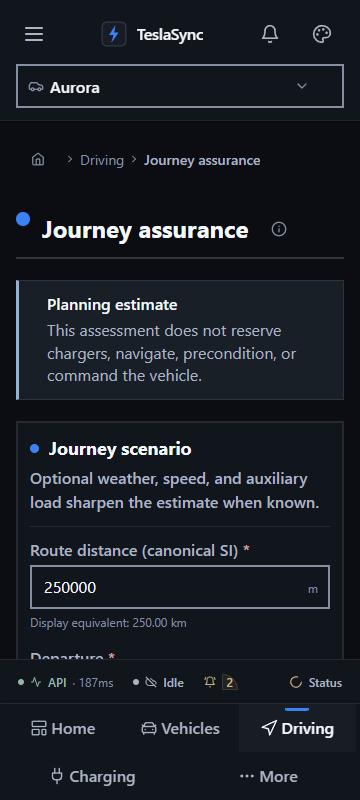 TeslaSync
Aurora
Driving
Journey assurance
Journey assurance
Planning estimate
This assessment does not reserve
chargers, navigate, precondition, or
command the vehicle.
Journey scenario
Optional weather, speed, and auxiliary
load sharpen the estimate when known.
Route distance (canonical SI) *
250000 m
Display equivalent: 250.00 km
Departure *
API · 187ms Idle 2 Status
Home Vehicles Driving
Charging More